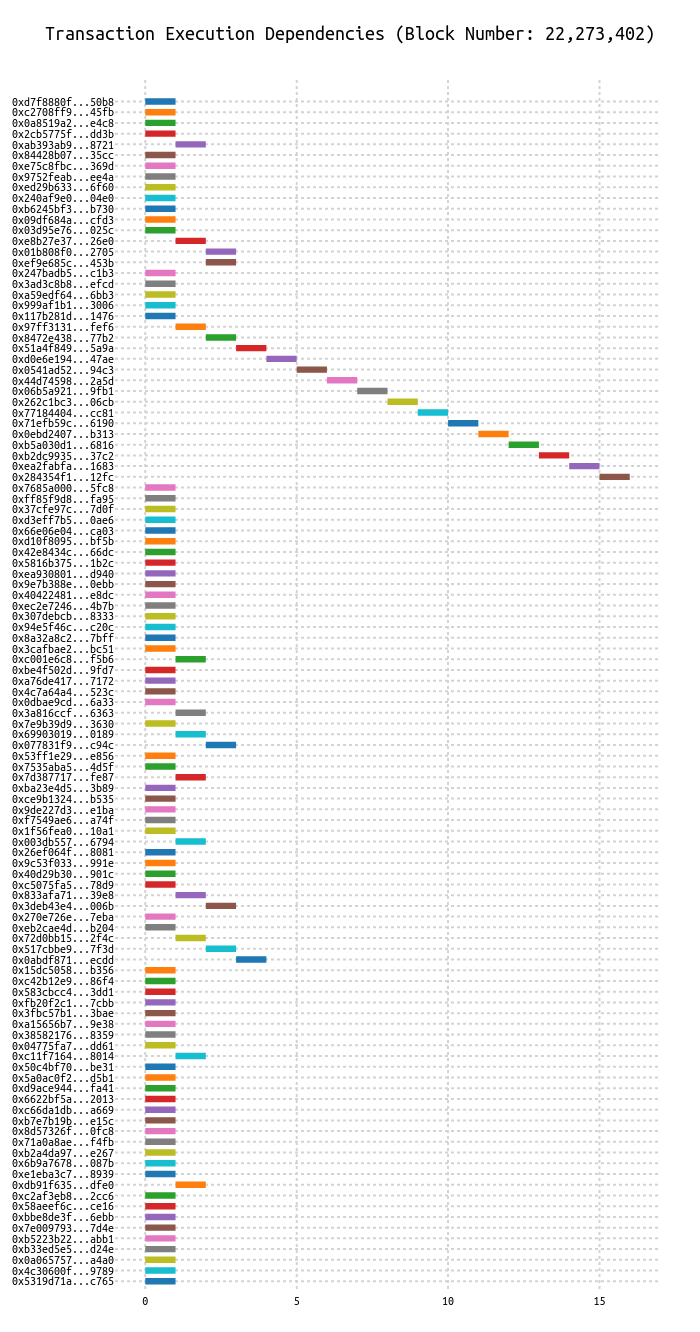 Transaction Execution Dependencies (Block Number: 22,273,402)
0xd7f8880f...50b8
0xc2708ff9...45fb
0x0a8519a2...e4c8
0x2cb5775f...dd3b
0xab393ab9...8721
0x84428b07...35cc
0xe75c8fbc...369d
0x9752feab...ee4a
0xed29b633...6f60
0x240af9e0...04e0
0xb6245bf3...b730
0x09df684a...cfd3
0x03d95e76...025c
0xe8b27e37...26e0
0x01b808f0...2705
0xef9e685c...453b
0x247badb5...c1b3
0x3ad3c8b8...efcd
0xa59edf64...6bb3
0x999af1b1...3006
0x117b281d...1476
0x97ff3131...fef6
0x8472e438...77b2
0x51a4f849...5a9a
0xd0e6e194...47ae
0x0541ad52...94c3
0x44d74598...2a5d
0x06b5a921...9fb1
0x262c1bc3...06cb
0x77184404...cc81
0x71efb59c...6190
0x0ebd2407...b313
0xb5a030d1...6816
0xb2dc9935...37c2
0xea2fabfa...1683
0x284354f1...12fc
0x7685a000...5fc8
0xff85f9d8...fa95
0x37cfe97c...7d0f
0xd3eff7b5...0ae6
0x66e06e04...ca03
0xd10f8095...bf5b
0x42e8434c...66dc
0x5816b375...1b2c
0xea930801...d940
0x9e7b388e...0ebb
0x40422481...e8dc
0xec2e7246...4b7b
0x307debcb...8333
0x94e5f46c...c20c
0x8a32a8c2...7bff
0x3cafbae2...bc51
0xc001e6c8...f5b6
0xbe4f502d...9fd7
0xa76de417...7172
0x4c7a64a4...523c
0x0dbae9cd...6a33
0x3a816ccf...6363
0x7e9b39d9...3630
0x69903019...0189
0x077831f9...c94c
0x53ff1e29...e856
0x7535aba5...4d5f
0x7d387717...fe87
0xba23e4d5...3b89
0xce9b1324...b535
0x9de227d3...e1ba
0xf7549ae6...a74f
0x1f56fea0...10a1
0x003db557...6794
0x26ef064f...8081
0x9c53f033...991e
0x40d29b30...901c
0xc5075fa5...78d9
0x833afa71...39e8
0x3deb43e4...006b
0x270e726e...7eba
0xeb2cae4d...b204
0x72d0bb15...2f4c
0x517cbbe9...7f3d
0x0abdf871...ecdd
0x15dc5058...b356
0xc42b12e9...86f4
0x583cbcc4...3dd1
0xfb20f2c1...7cbb
0x3fbc57b1...3bae
0xa15656b7...9e38
0x38582176...8359
0x04775fa7...dd61
0xc11f7164...8014
0x50c4bf70...be31
0x5a0ac0f2...d5b1
0xd9ace944...fa41
0x6622bf5a...2013
0xc66da1db...a669
0xb7e7b19b...e15c
0x8d57326f...0fc8
0x71a0a8ae...f4fb
0xb2a4da97...e267
0x6b9a7678...087b
0xe1eba3c7...8939
0xdb91f635...dfe0
0xc2af3eb8...2cc6
0x58aeef6c...ce16
0xbbe8de3f...6ebb
0x7e009793...7d4e
0xb5223b22...abb1
0xb33ed5e5...d24e
0x0a065757...a4a0
0x4c30600f...9789
0x5319d71a...c765
0 5 10 15